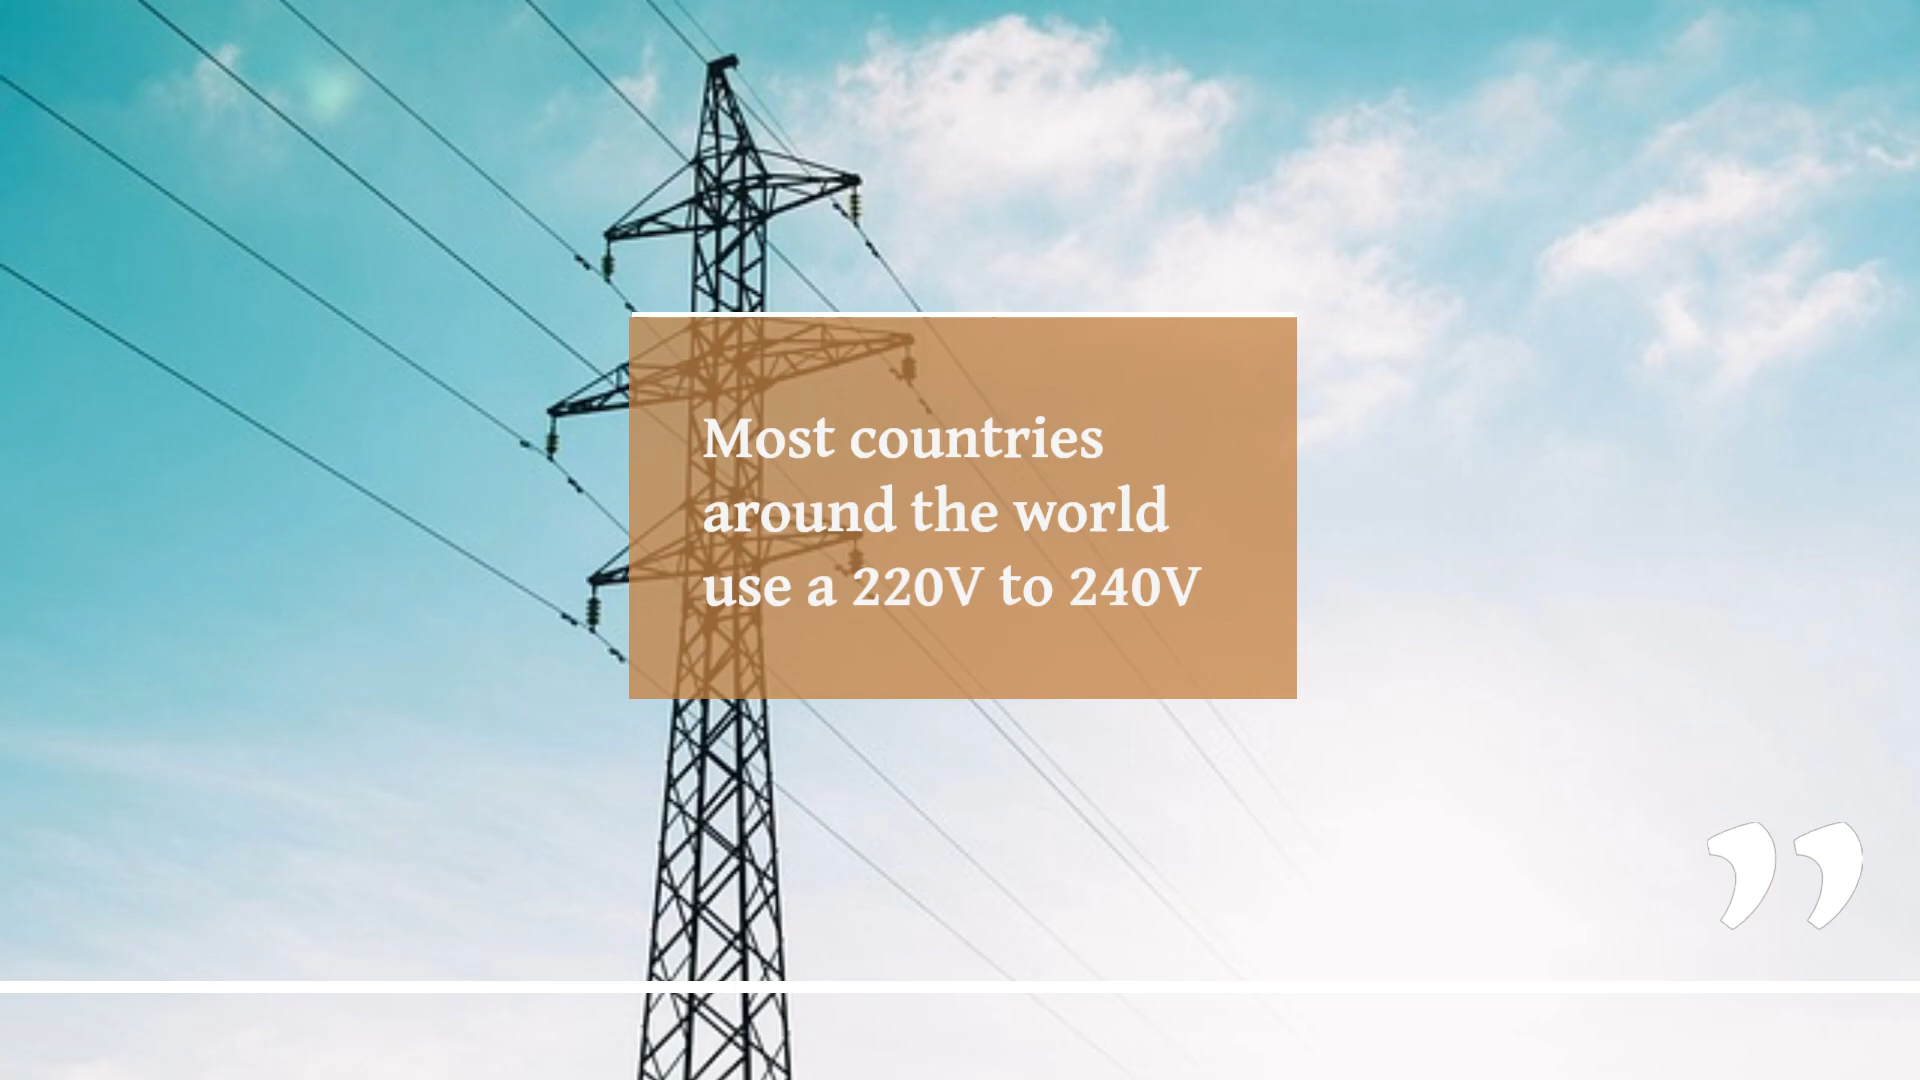 Most countries
around the world
use a 220V to 240V
”